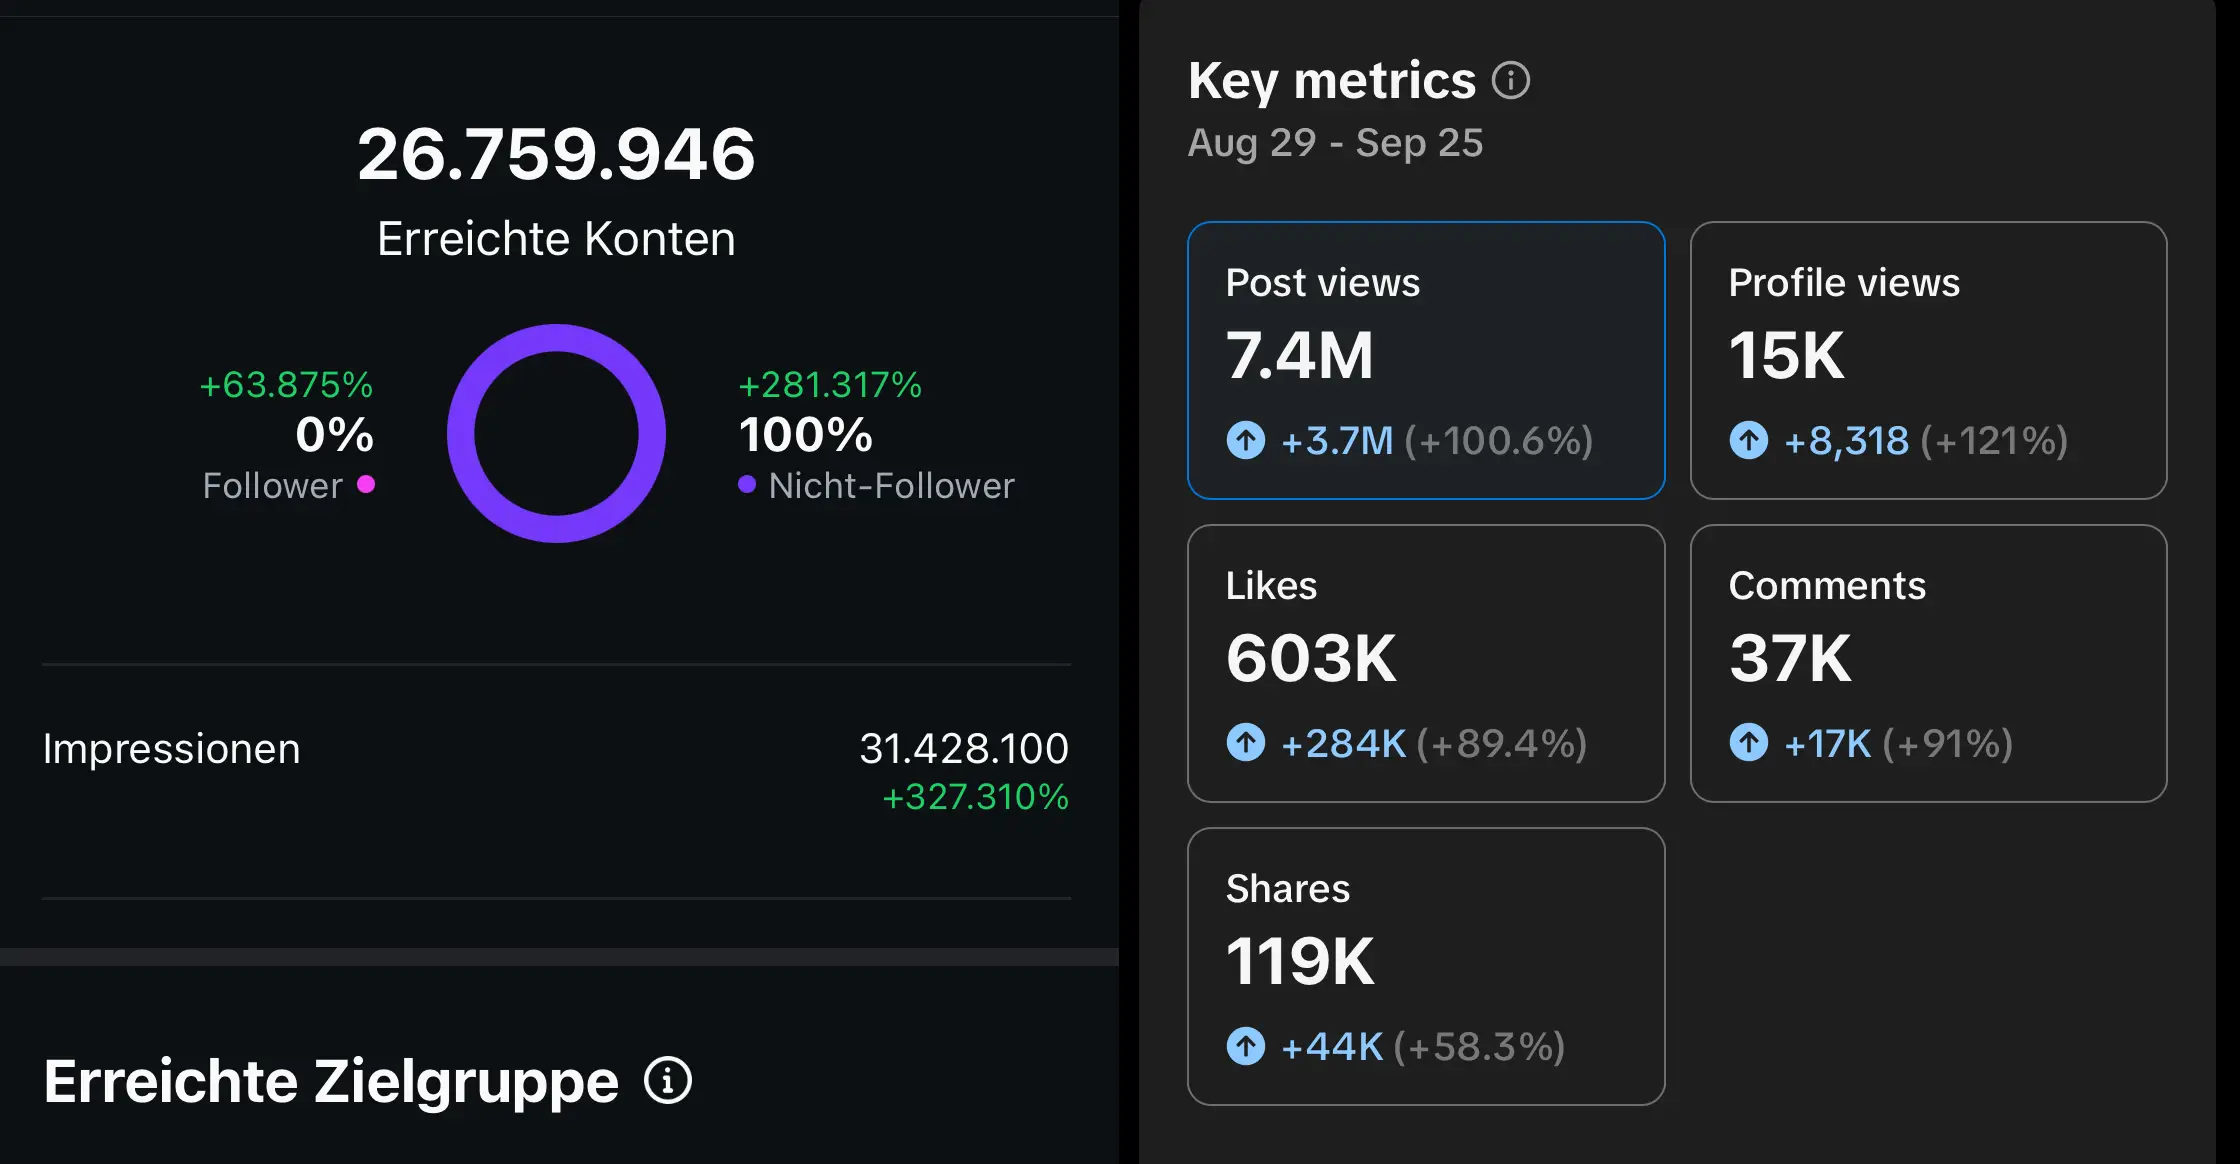 26.759.946
Erreichte Konten
+63.875%
0%
Follower
+281.317%
100%
Nicht-Follower
Impressionen
31.428.100
+327.310%
Erreichte Zielgruppe
Key metrics
Aug 29 - Sep 25
Post views
7.4M
+3.7M (+100.6%)
Profile views
15K
+8,318 (+121%)
Likes
603K
+284K (+89.4%)
Comments
37K
+17K (+91%)
Shares
119K
+44K (+58.3%)